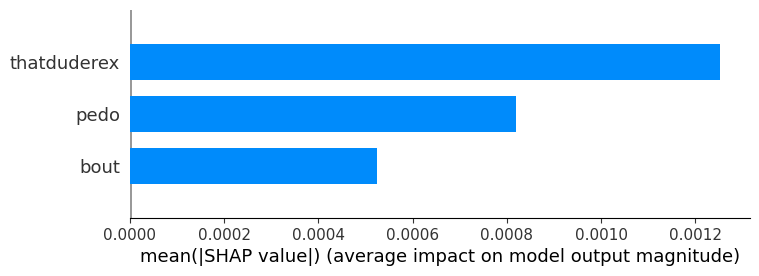 thatduderex
pedo
bout
0.0000 0.0002 0.0004 0.0006 0.0008 0.0010 0.0012
mean(|SHAP value|) (average impact on model output magnitude)